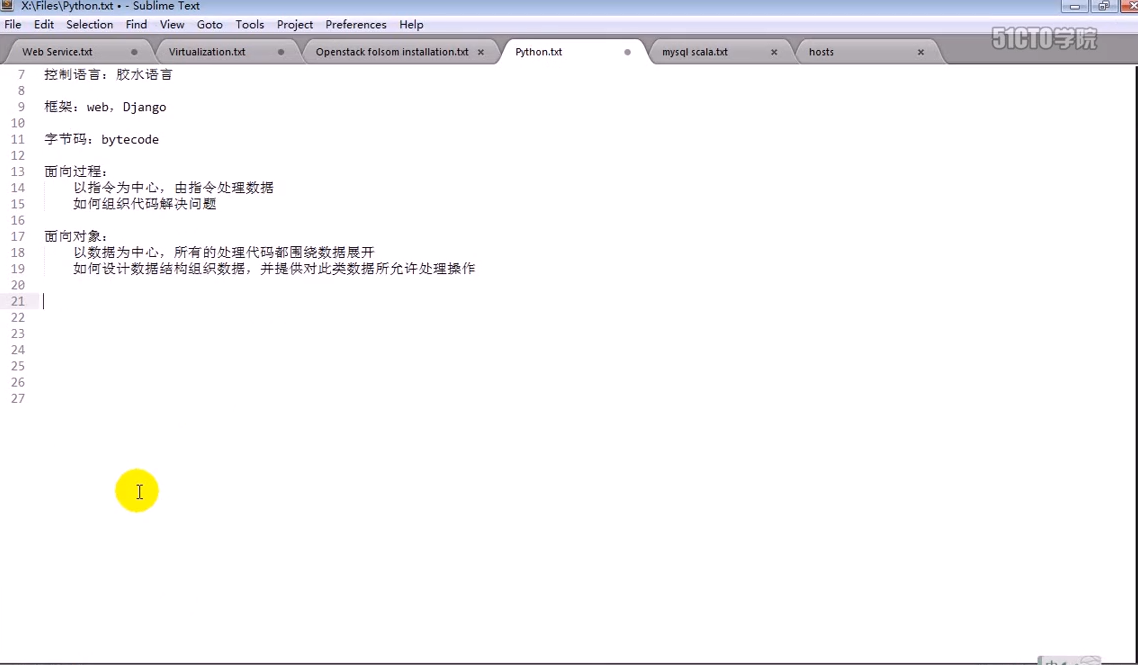 X:\Files\Python.txt • - Sublime Text
File Edit Selection Find View Goto Tools Project Preferences Help
Web Service.txt Virtualization.txt Openstack folsom installation.txt Python.txt mysql scala.txt hosts
51CTO学院
7 控制语言：胶水语言
8
9 框架：web，Django
10
11 字节码：bytecode
12
13 面向过程：
14 以指令为中心，由指令处理数据
15 如何组织代码解决问题
16
17 面向对象：
18 以数据为中心，所有的处理代码都围绕数据展开
19 如何设计数据结构组织数据，并提供对此类数据所允许处理操作
20
21
22
23
24
25
26
27